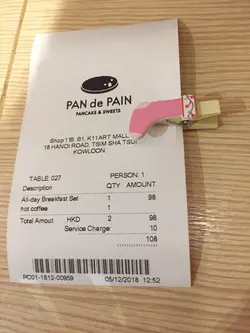 PAN de PAIN
PANCAKE & SWEETS
Shop11B, B1, K11ART MALL
18 HANOI ROAD, TSIM SHA TSUI
KOWLOON.
TABLE: 027 PERSON: 1
Description QTY AMOUNT
All-day Breakfast Set 1 98
hot coffee 1
Total Amout: HKD 2 98
Service Charge: 10
108
PC01-1812-00959 05/12/2018 12:52